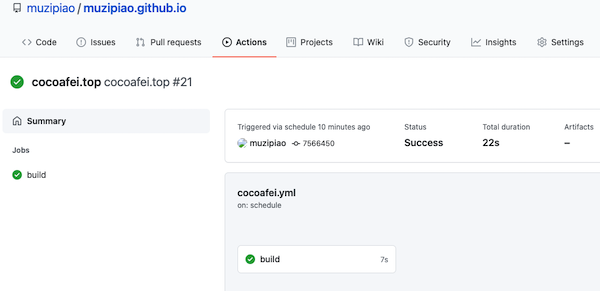 muzipiao / muzipiao.github.io
Code Issues Pull requests Actions Projects Wiki Security Insights Settings
cocoafei.top cocoafei.top #21
Summary
Jobs
build
Triggered via schedule 10 minutes ago
muzipiao 7566450
Status
Success
Total duration
22s
Artifacts
–
cocoafei.yml
on: schedule
build 7s